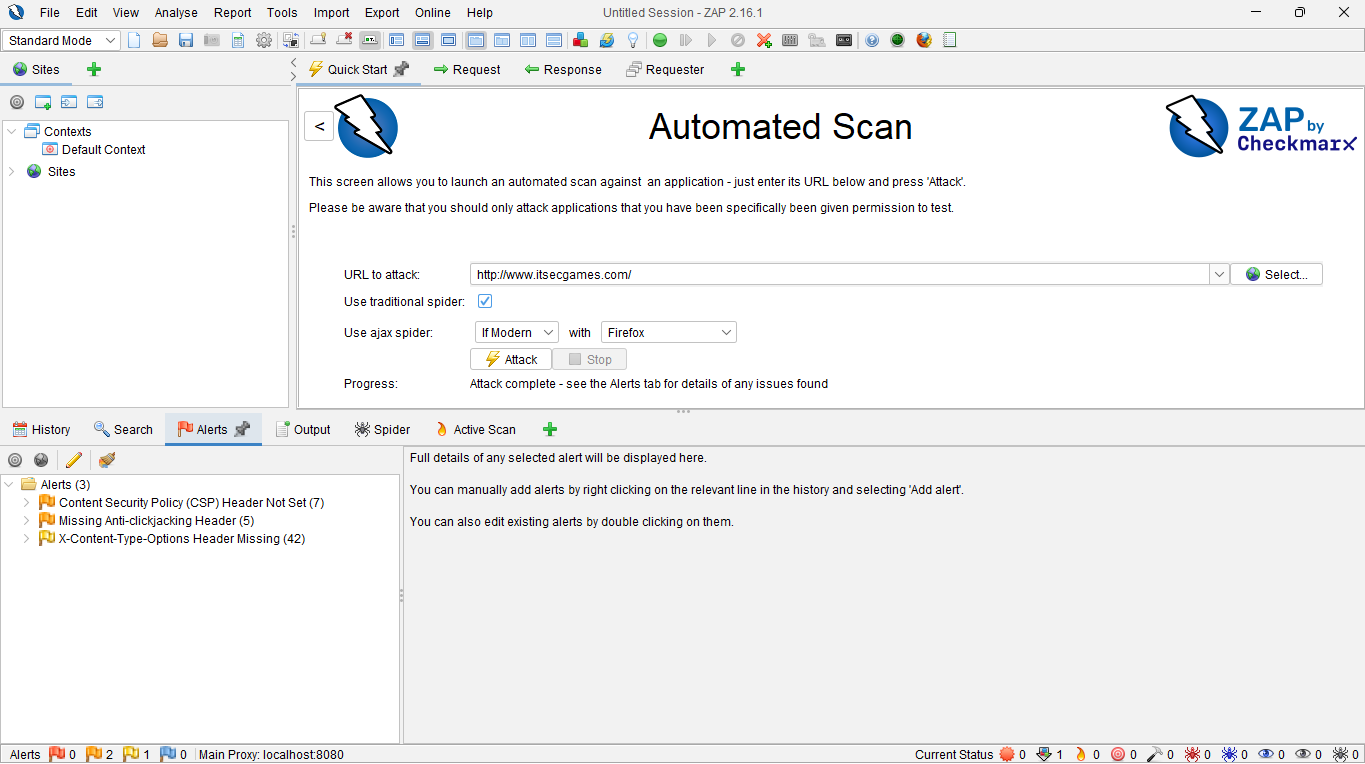 File Edit View Analyse Report Tools Import Export Online Help Untitled Session - ZAP 2.16.1
Standard Mode
Sites Quick Start Request Response Requester
< Automated Scan ZAP by Checkmarx
Contexts
Default Context
Sites
This screen allows you to launch an automated scan against an application - just enter its URL below and press 'Attack'.
Please be aware that you should only attack applications that you have been specifically been given permission to test.
URL to attack: http://www.itsecgames.com/ Select...
Use traditional spider:
Use ajax spider: If Modern with Firefox
Attack Stop
Progress: Attack complete - see the Alerts tab for details of any issues found
History Search Alerts Output Spider Active Scan
Full details of any selected alert will be displayed here.
You can manually add alerts by right clicking on the relevant line in the history and selecting 'Add alert'.
You can also edit existing alerts by double clicking on them.
Alerts (3)
Content Security Policy (CSP) Header Not Set (7)
Missing Anti-clickjacking Header (5)
X-Content-Type-Options Header Missing (42)
Alerts 0 2 1 0 Main Proxy: localhost:8080 Current Status 0 1 0 0 0 0 0 0 0 0